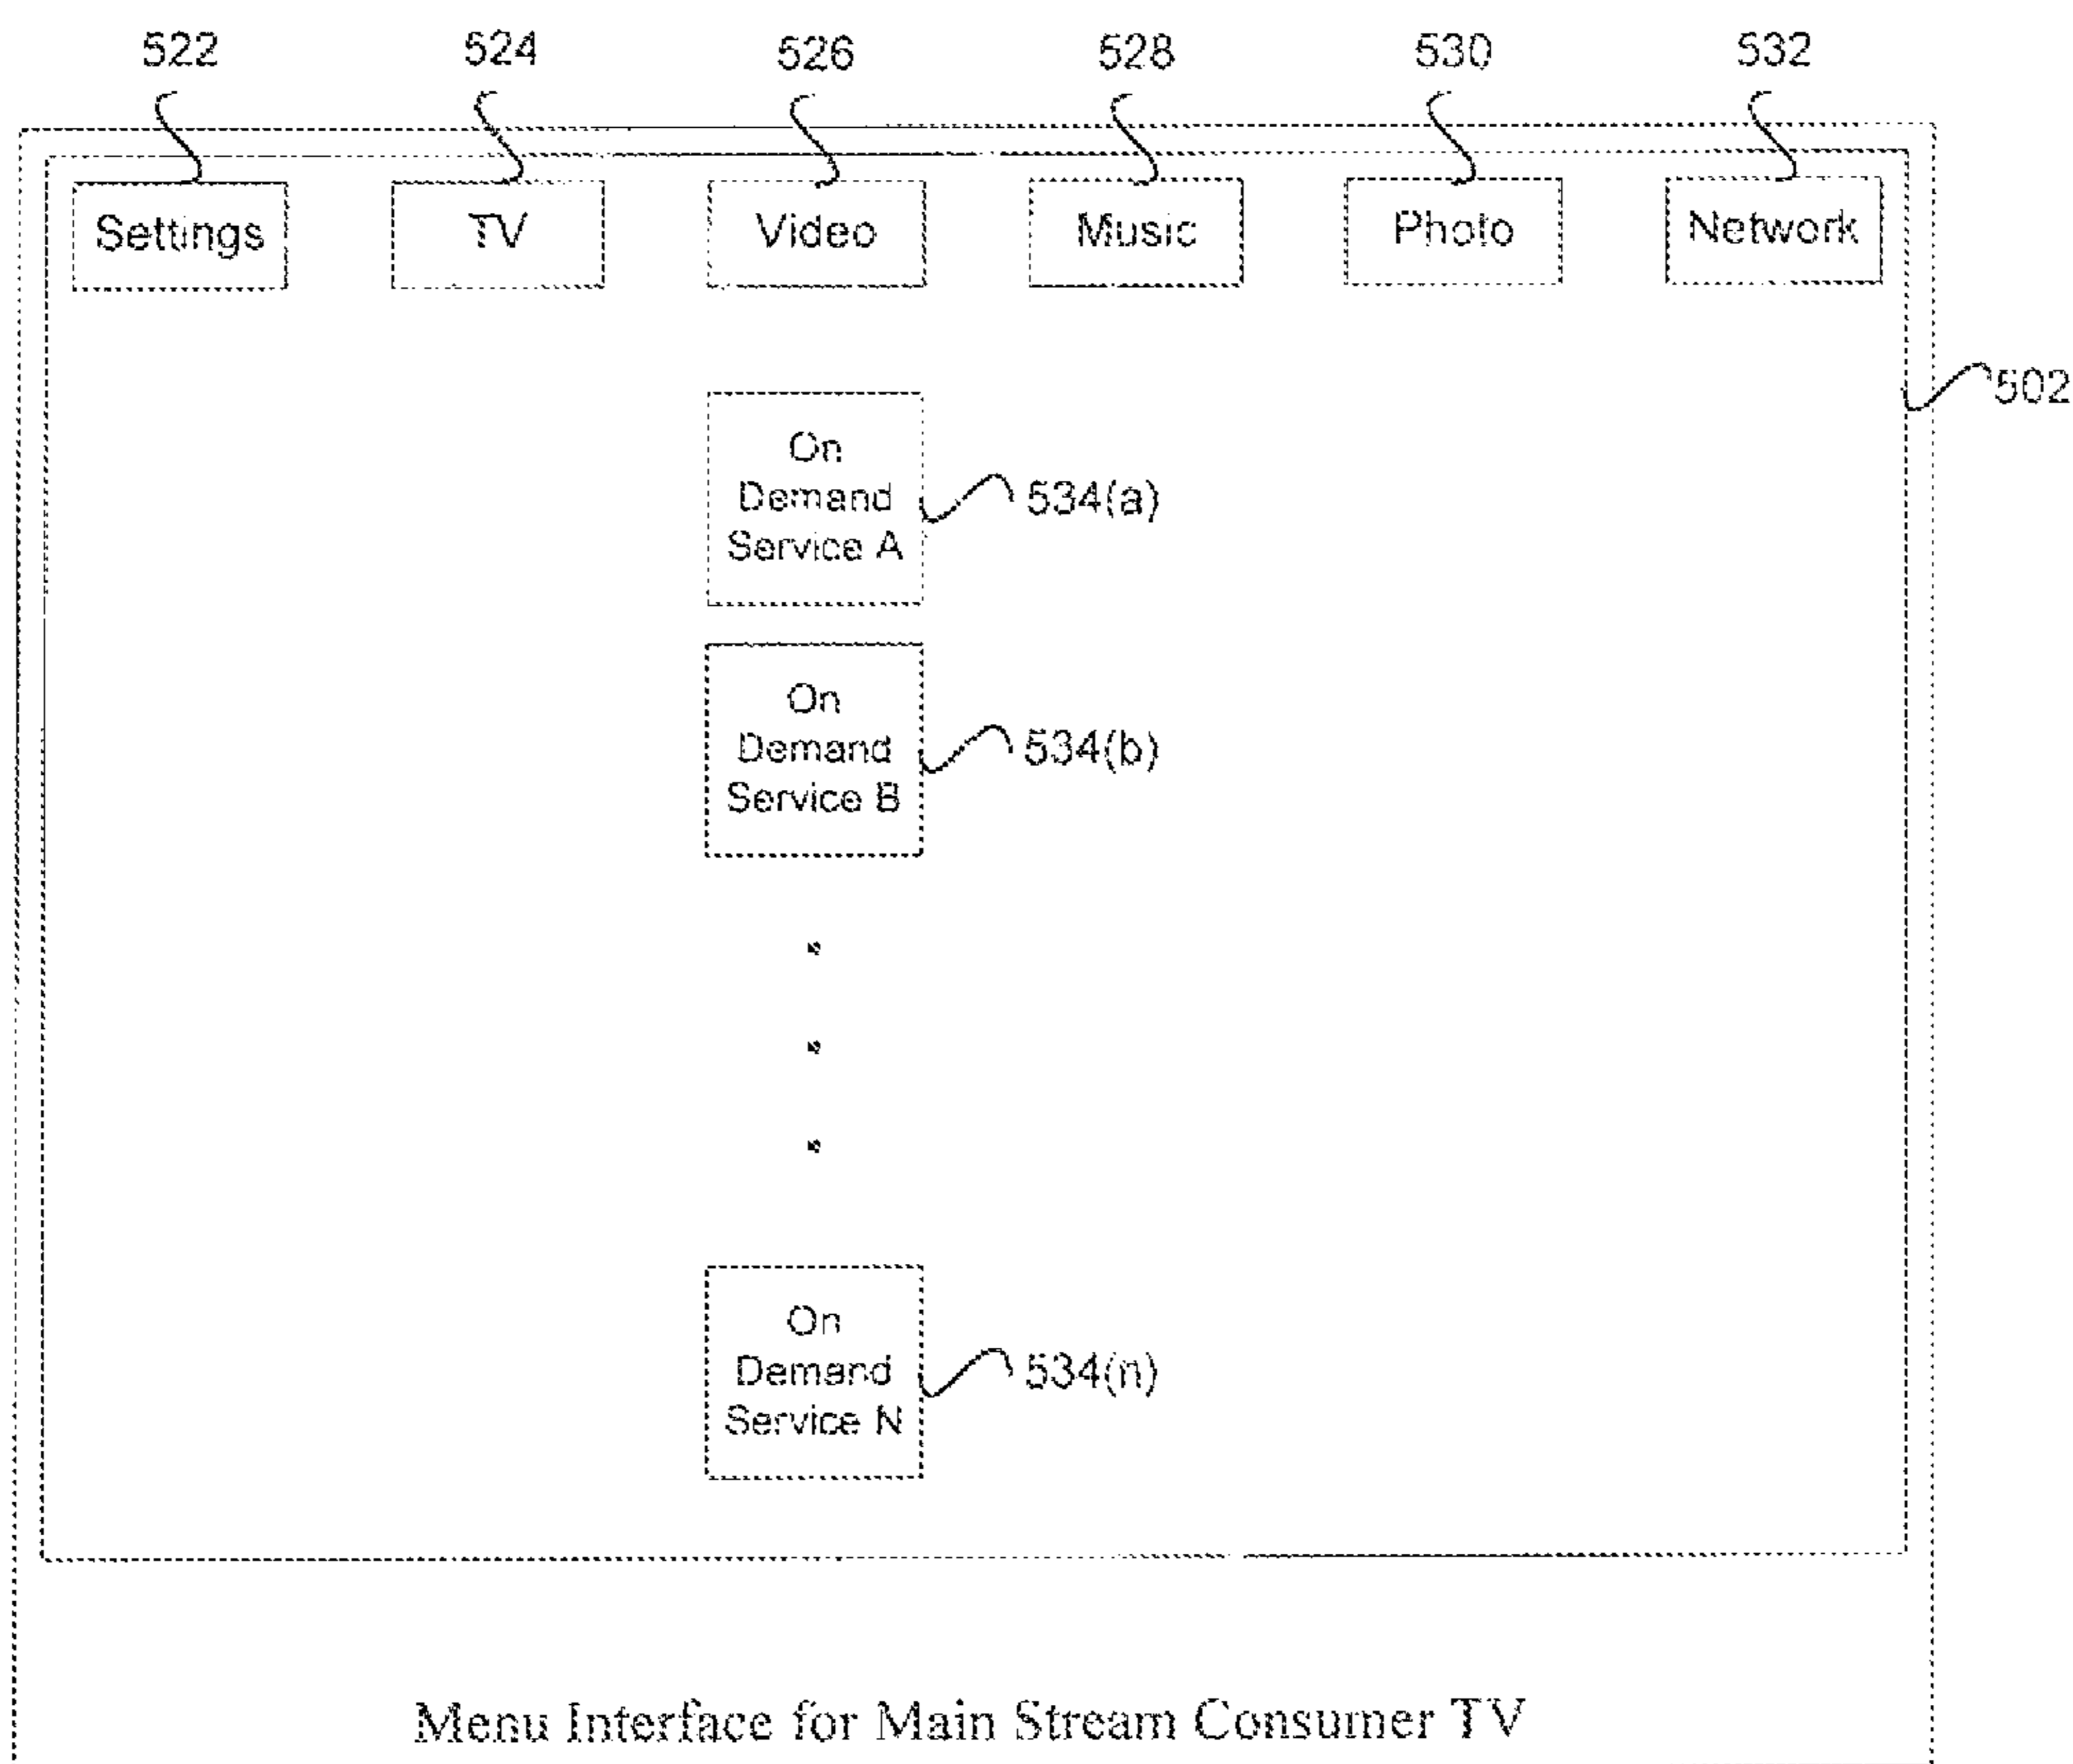 522 524 526 528 530 532
Settings TV Video Music Photo Network
502
On
Demand
Service A
534(a)
On
Demand
Service B
534(b)
On
Demand
Service N
534(n)
Menu Interface for Main Stream Consumer TV